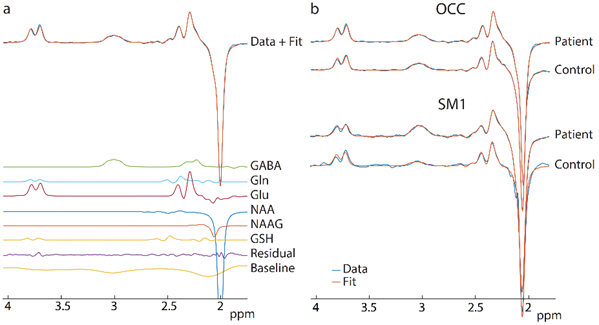 a
Data + Fit
GABA
Gln
Glu
NAA
NAAG
GSH
Residual
Baseline
4 3.5 3 2.5 2 ppm
b
OCC
Patient
Control
SM1
Patient
Control
Data
Fit
4 3.5 3 2.5 2 ppm